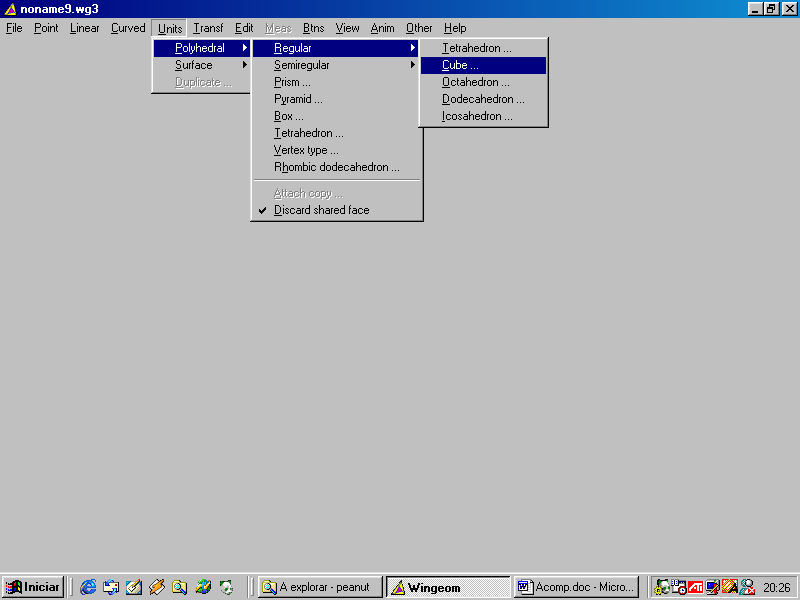 noname9.wg3
File Point Linear Curved Units Transf Edit Meas Btns View Anim Other Help
Polyhedral
Surface
Duplicate ...
Regular
Semiregular
Prism ...
Pyramid ...
Box ...
Tetrahedron ...
Vertex type ...
Rhombic dodecahedron ...
Attach copy ...
Discard shared face
Tetrahedron ...
Cube ...
Octahedron ...
Dodecahedron ...
Icosahedron ...
Iniciar A explorar - peanut Wingeom Acomp.doc - Micro... 20:26